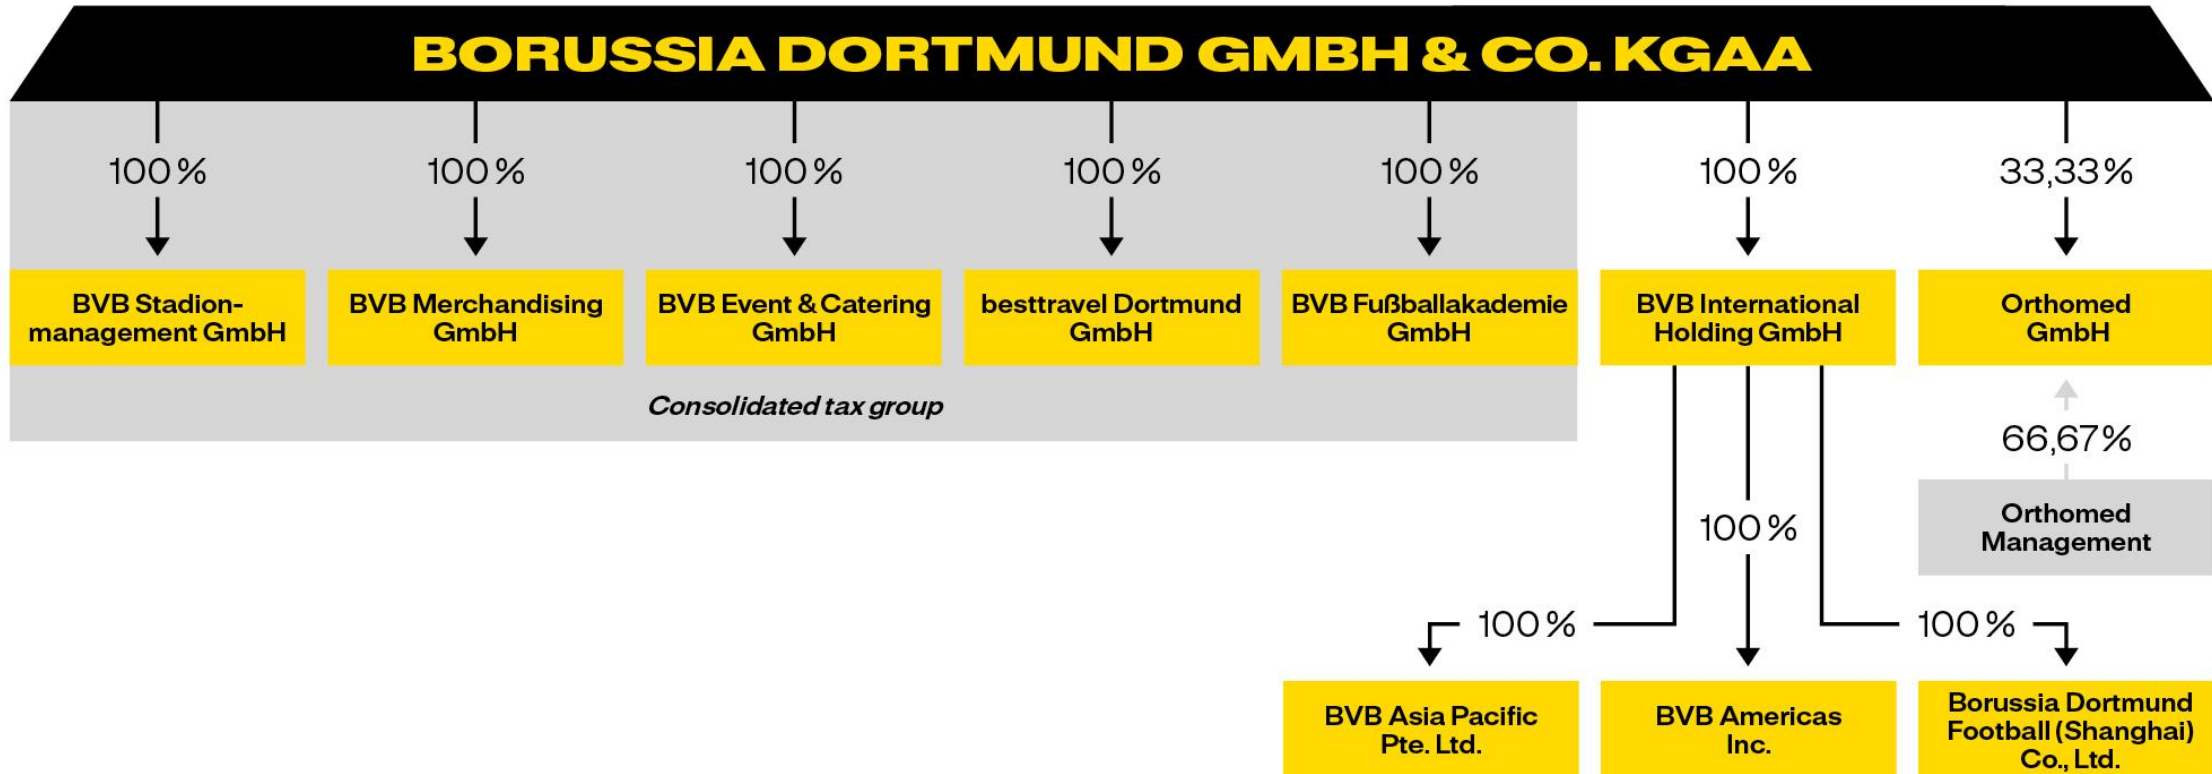 BORUSSIA DORTMUND GMBH & CO. KGAA
100 %
100 %
100 %
100 %
100 %
100 %
33,33 %
BVB Stadion-
management GmbH
BVB Merchandising
GmbH
BVB Event & Catering
GmbH
besttravel Dortmund
GmbH
BVB Fußballakademie
GmbH
BVB International
Holding GmbH
Orthomed
GmbH
Consolidated tax group
66,67 %
Orthomed
Management
100 %
100 %
100 %
BVB Asia Pacific
Pte. Ltd.
BVB Americas
Inc.
Borussia Dortmund
Football (Shanghai)
Co., Ltd.